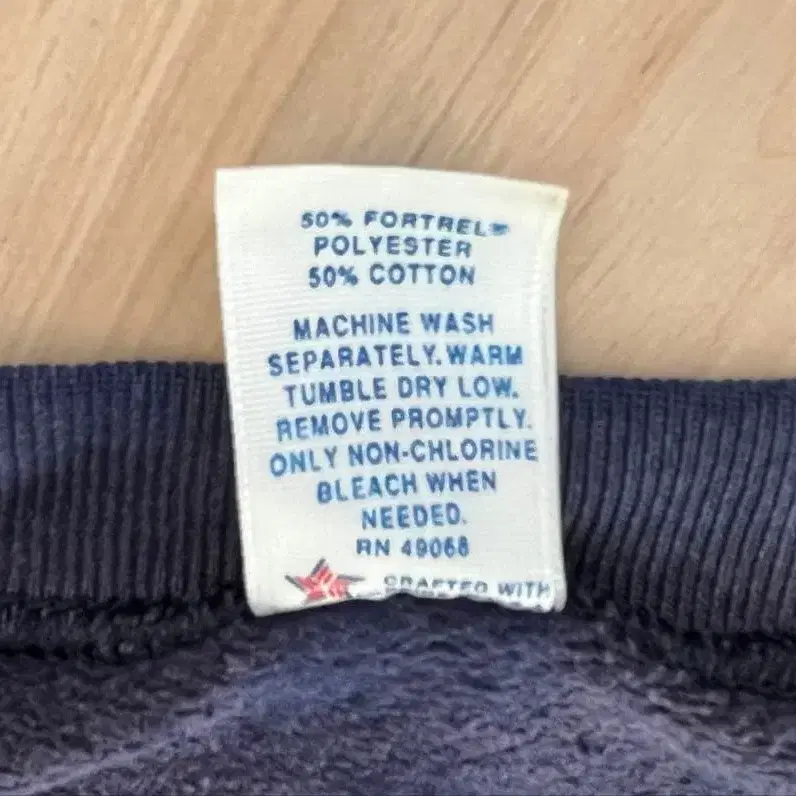 50% FORTREL®
POLYESTER
50% COTTON
MACHINE WASH
SEPARATELY. WARM
TUMBLE DRY LOW.
REMOVE PROMPTLY.
ONLY NON-CHLORINE
BLEACH WHEN
NEEDED.
RN 49068
CRAFTED WITH